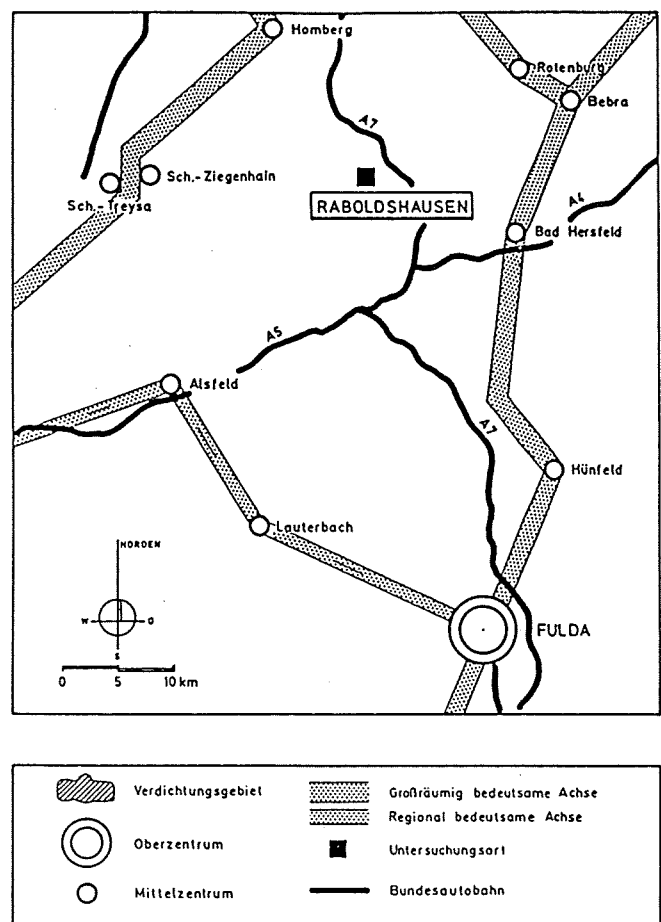 Homberg
Rotenburg
Bebra
A7
Sch.-Ziegenhain
Sch.-Treysa
RABOLDSHAUSEN
A4
Bad Hersfeld
A5
Alsfeld
A7
Hünfeld
Lauterbach
NORDEN
W O
S
FULDA
0 5 10 km
Verdichtungsgebiet
Großräumig bedeutsame Achse
Regional bedeutsame Achse
Oberzentrum
Untersuchungsort
Mittelzentrum
Bundesautobahn